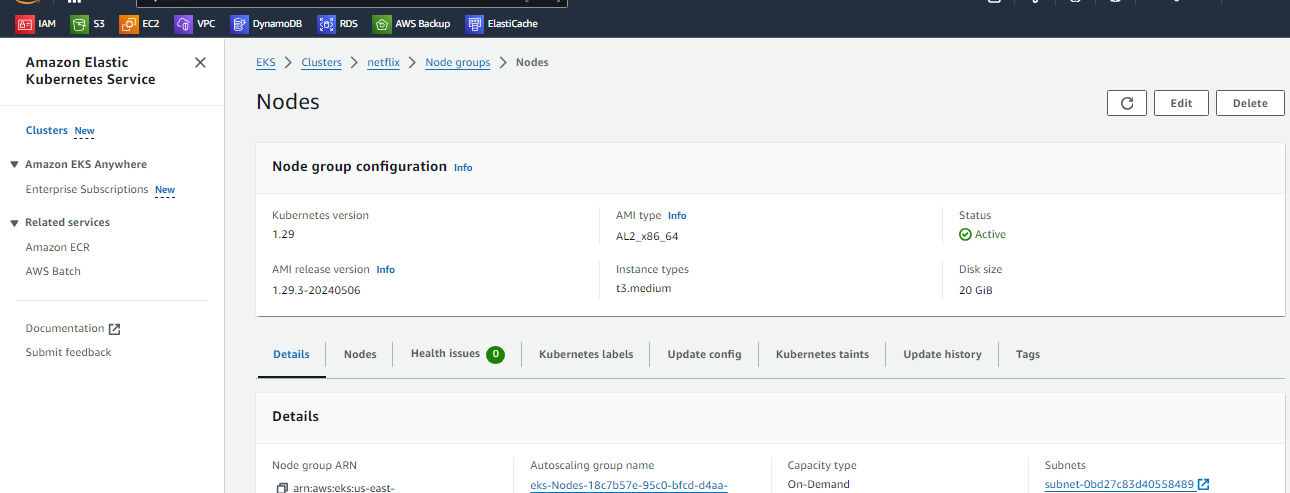 IAM S3 EC2 VPC DynamoDB RDS AWS Backup ElastiCache
Amazon Elastic
Kubernetes Service
Clusters New
Amazon EKS Anywhere
Enterprise Subscriptions New
Related services
Amazon ECR
AWS Batch
Documentation
Submit feedback
EKS Clusters netflix Node groups Nodes
Nodes
Edit Delete
Node group configuration Info
Kubernetes version
1.29
AMI type Info
AL2_x86_64
Status
Active
AMI release version Info
1.29.3-20240506
Instance types
t3.medium
Disk size
20 GiB
Details Nodes Health issues 0 Kubernetes labels Update config Kubernetes taints Update history Tags
Details
Node group ARN
arn:aws:eks:us-east-
Autoscaling group name
eks-Nodes-18c7b57e-95c0-bfcd-d4aa-
Capacity type
On-Demand
Subnets
subnet-0bd27c83d40558489